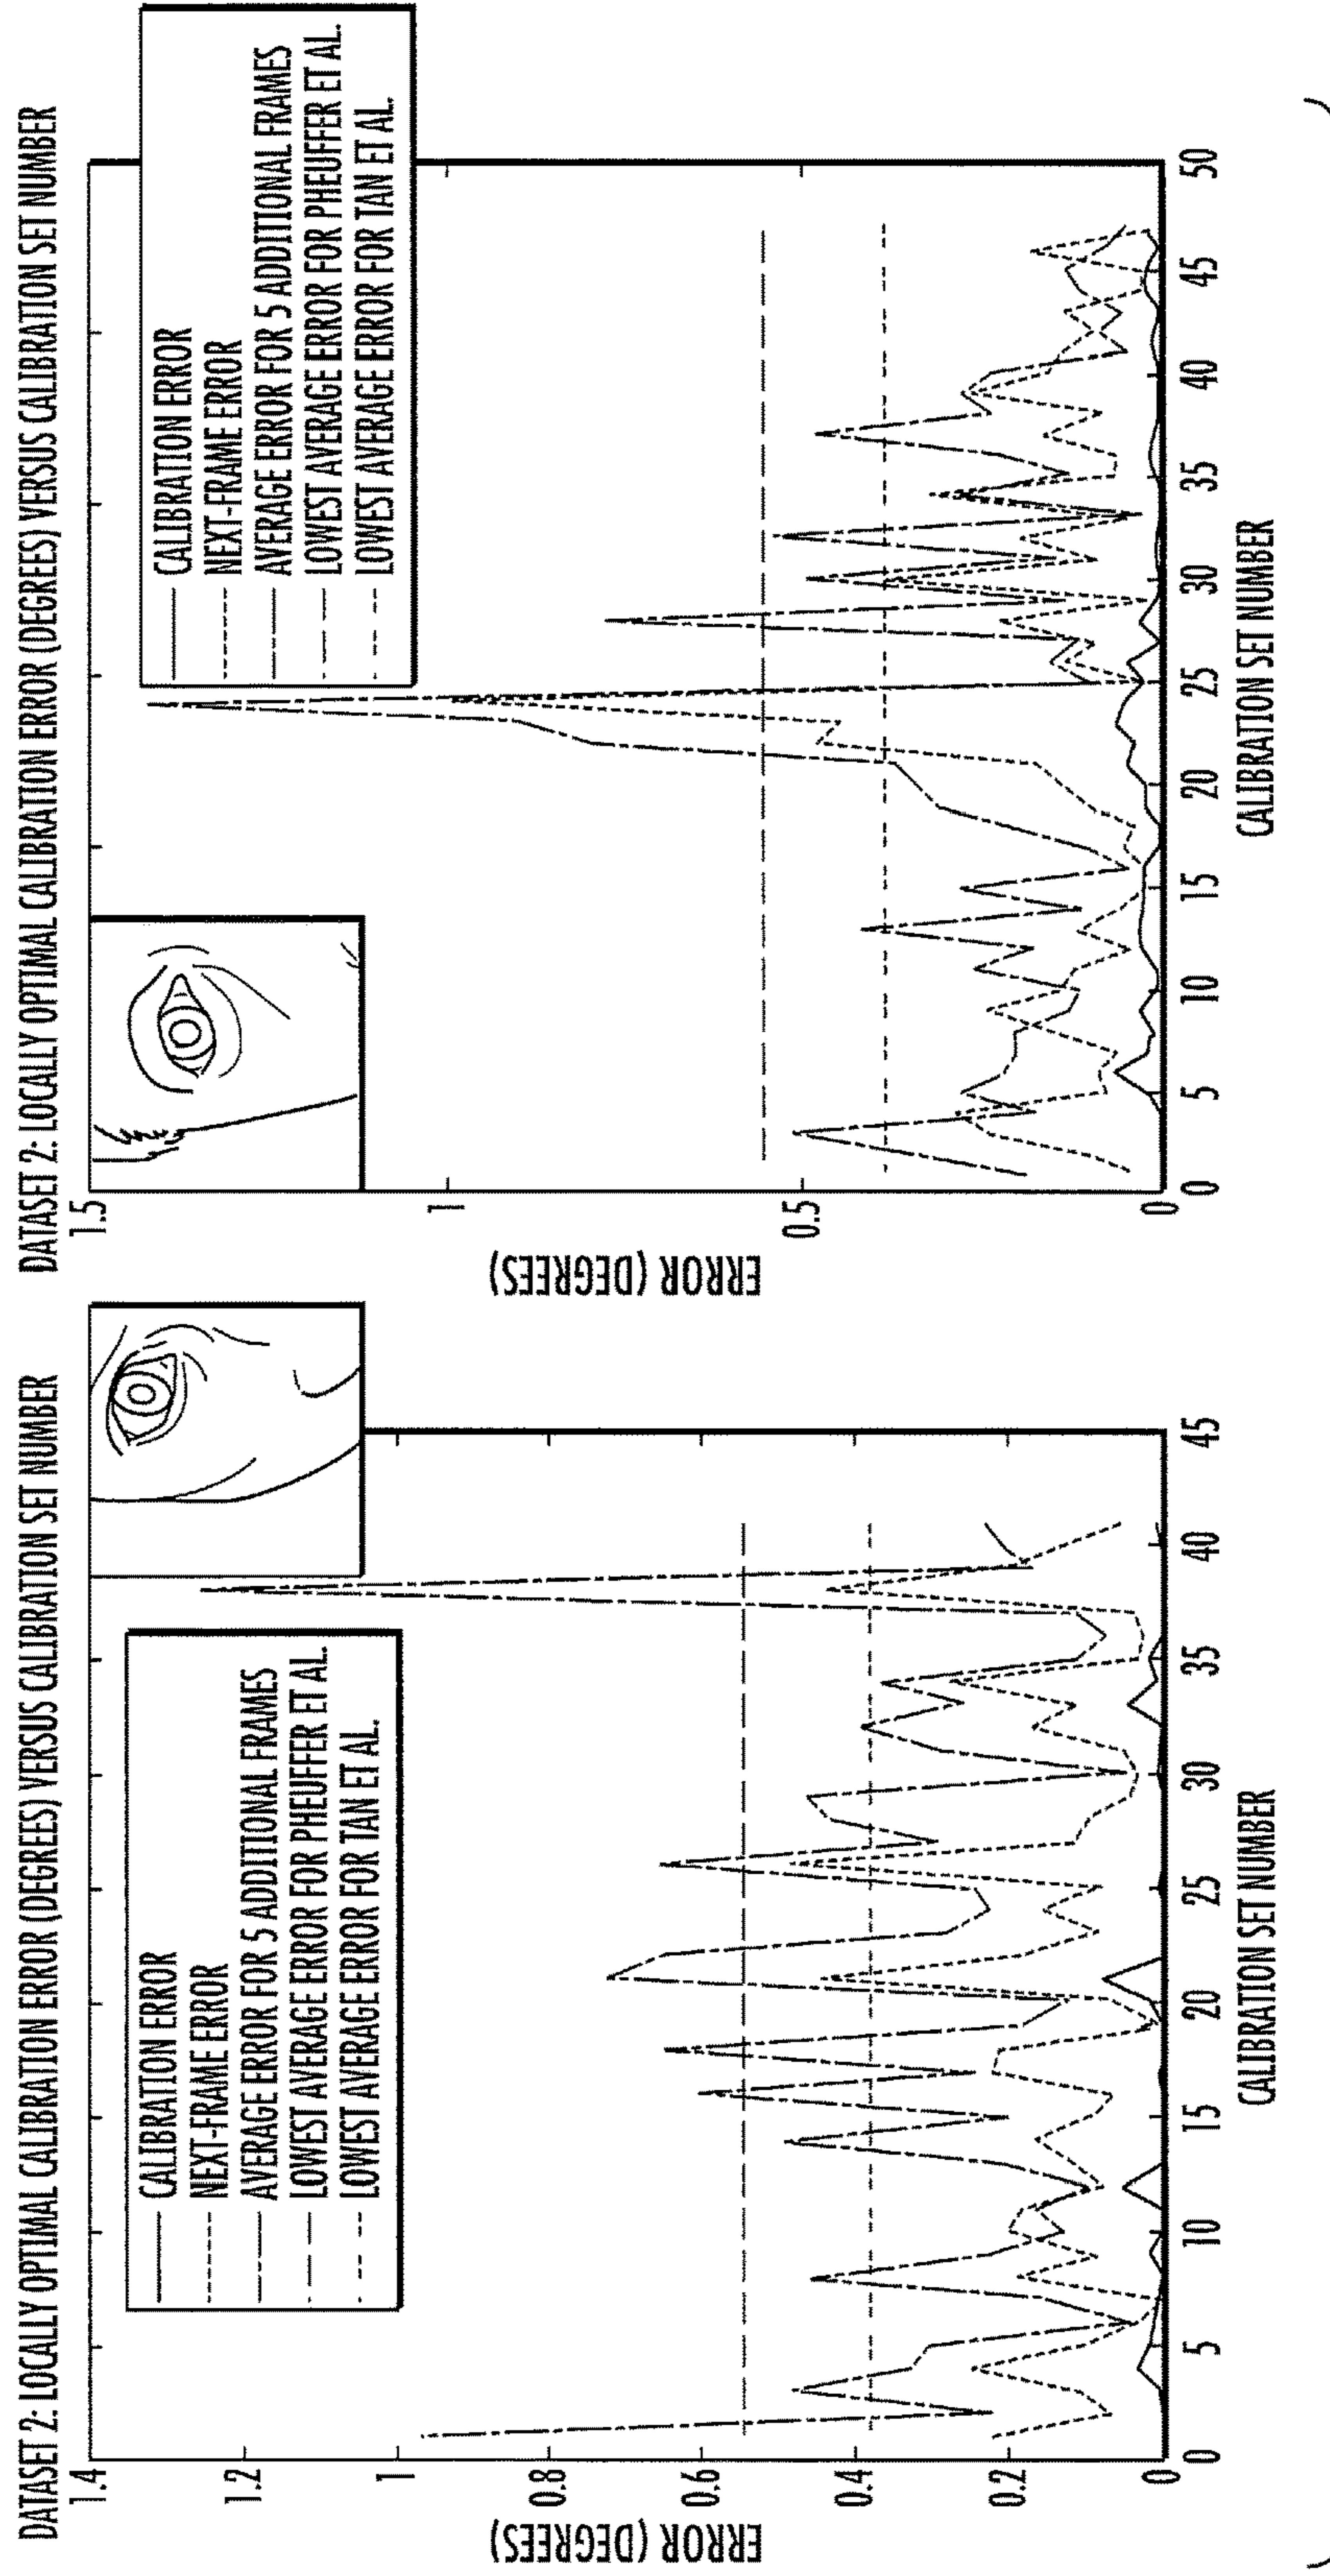 DATASET 2: LOCALLY OPTIMAL CALIBRATION ERROR (DEGREES) VERSUS CALIBRATION SET NUMBER
CALIBRATION ERROR
NEXT-FRAME ERROR
AVERAGE ERROR FOR 5 ADDITIONAL FRAMES
LOWEST AVERAGE ERROR FOR PHEUFFER ET AL.
LOWEST AVERAGE ERROR FOR TAN ET AL.
ERROR (DEGREES)
1.4
1.2
1
0.8
0.6
0.4
0.2
0
0 5 10 15 20 25 30 35 40 45
CALIBRATION SET NUMBER
DATASET 2: LOCALLY OPTIMAL CALIBRATION ERROR (DEGREES) VERSUS CALIBRATION SET NUMBER
CALIBRATION ERROR
NEXT-FRAME ERROR
AVERAGE ERROR FOR 5 ADDITIONAL FRAMES
LOWEST AVERAGE ERROR FOR PHEUFFER ET AL.
LOWEST AVERAGE ERROR FOR TAN ET AL.
ERROR (DEGREES)
1.5
1
0.5
0
0 5 10 15 20 25 30 35 40 45 50
CALIBRATION SET NUMBER